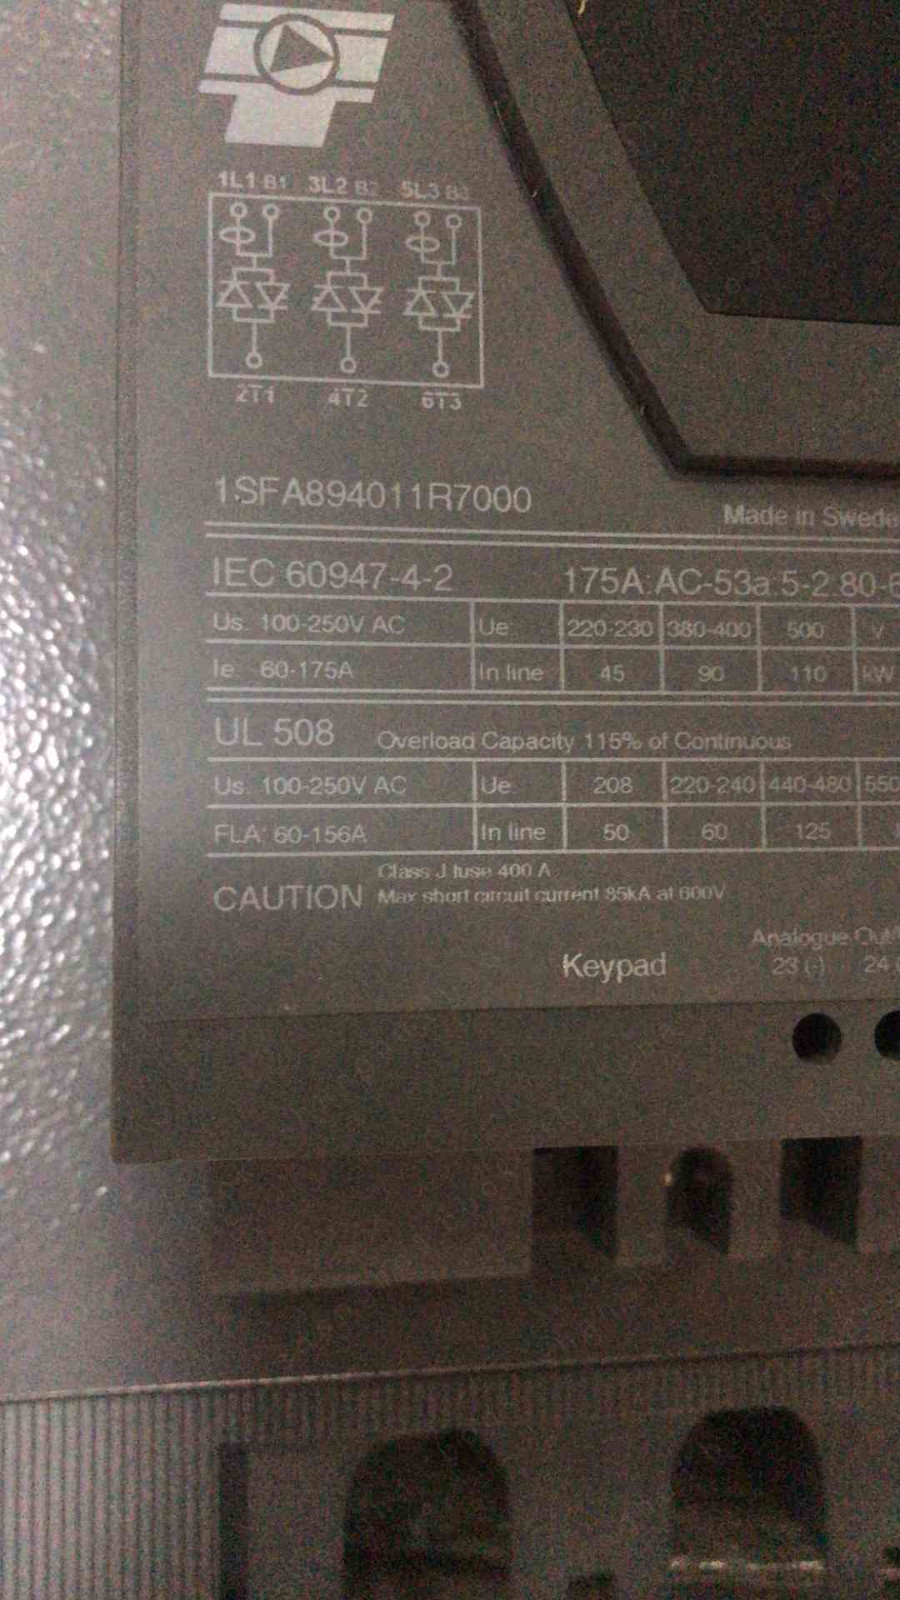 1L1 B1 3L2 B2 5L3 B3
2T1 4T2 6T3
1SFA894011R7000
Made in Swede
IEC 60947-4-2 175A:AC-53a:5-2:80-6
Us: 100-250V AC Ue 220-230 380-400 500 V
Ie: 60-175A In line 45 90 110 kW
UL 508 Overload Capacity 115% of Continuous
Us: 100-250V AC Ue 208 220-240 440-480 550
FLA: 60-156A In line 50 60 125
Class J fuse 400 A
CAUTION Max short circuit current 85kA at 600V
Analogue Out
Keypad 23 (-) 24 (